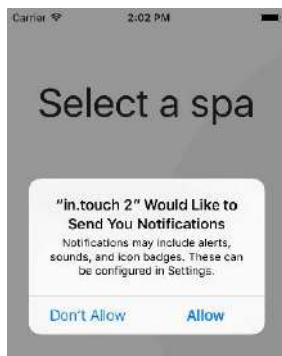 Carrier 2:02 PM
Select a spa
"in.touch 2" Would Like to
Send You Notifications
Notifications may include alerts,
sounds, and icon badges. These can
be configured in Settings.
Don't Allow Allow